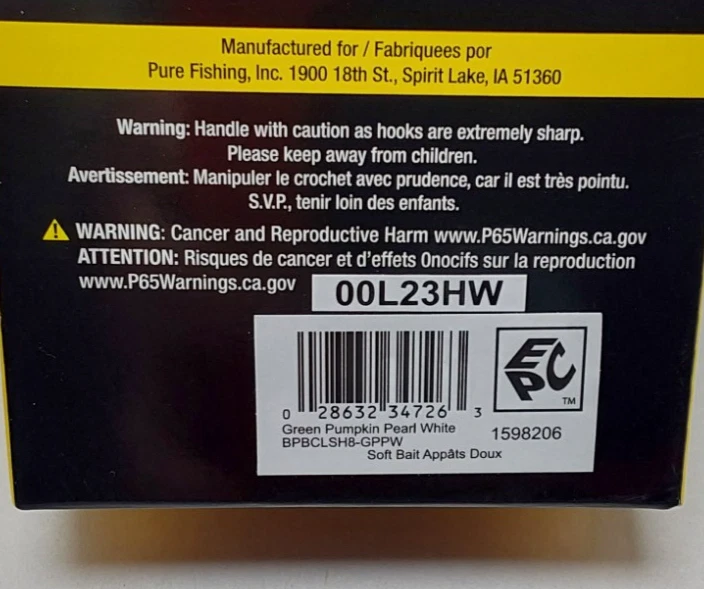 Manufactured for / Fabriquees por
Pure Fishing, Inc. 1900 18th St., Spirit Lake, IA 51360
Warning: Handle with caution as hooks are extremely sharp.
Please keep away from children.
Avertissement: Manipuler le crochet avec prudence, car il est très pointu.
S.V.P., tenir loin des enfants.
WARNING: Cancer and Reproductive Harm www.P65Warnings.ca.gov
ATTENTION: Risques de cancer et d'effets 0nocifs sur la reproduction
www.P65Warnings.ca.gov
00L23HW
EPC
TM
0 28632 34726 3
Green Pumpkin Pearl White
BPBCLSH8-GPPW
1598206
Soft Bait Appâts Doux